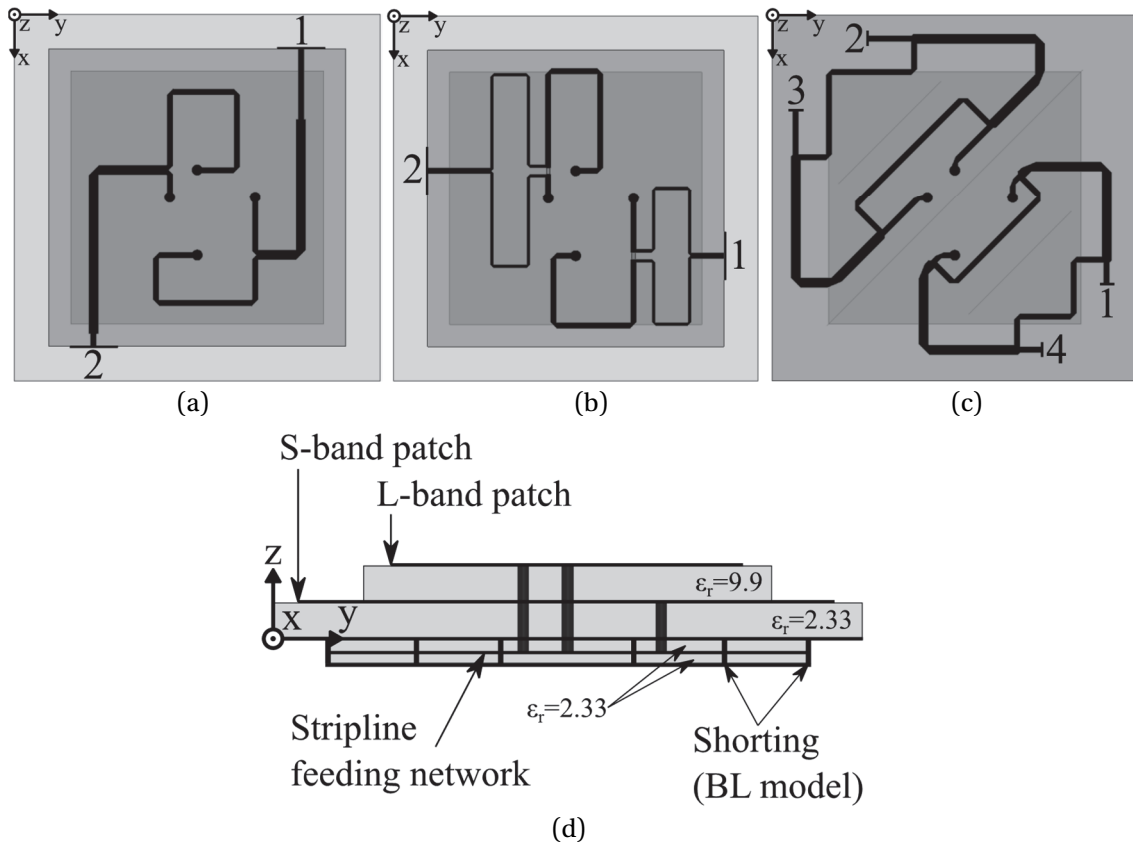 z y
x
1
2
(a)
z y
x
2
1
(b)
z y
x
2
3
1
4
(c)
S-band patch
L-band patch
z
εr=9.9
x y
εr=2.33
εr=2.33
Stripline
feeding network
Shorting
(BL model)
(d)